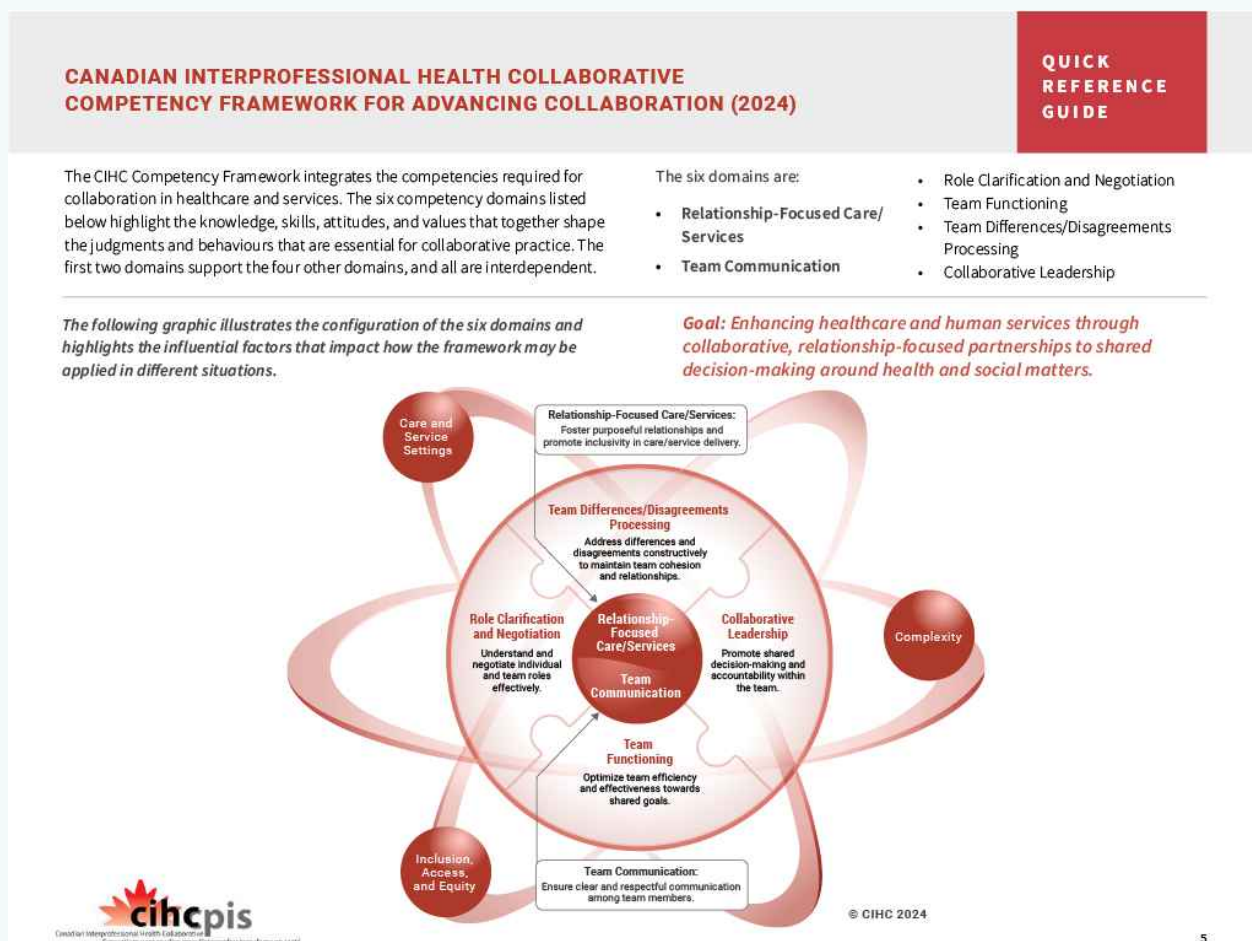 CANADIAN INTERPROFESSIONAL HEALTH COLLABORATIVE
COMPETENCY FRAMEWORK FOR ADVANCING COLLABORATION (2024)
QUICK
REFERENCE
GUIDE
The CIHC Competency Framework integrates the competencies required for
collaboration in healthcare and services. The six competency domains listed
below highlight the knowledge, skills, attitudes, and values that together shape
the judgments and behaviours that are essential for collaborative practice. The
first two domains support the four other domains, and all are interdependent.
The six domains are:
• Relationship-Focused Care/
Services
• Team Communication
• Role Clarification and Negotiation
• Team Functioning
• Team Differences/Disagreements
Processing
• Collaborative Leadership
The following graphic illustrates the configuration of the six domains and
highlights the influential factors that impact how the framework may be
applied in different situations.
Goal: Enhancing healthcare and human services through
collaborative, relationship-focused partnerships to shared
decision-making around health and social matters.
Care and
Service
Settings
Relationship-Focused Care/Services:
Foster purposeful relationships and
promote inclusivity in care/service delivery.
Team Differences/Disagreements
Processing
Address differences and
disagreements constructively
to maintain team cohesion
and relationships.
Role Clarification
and Negotiation
Understand and
negotiate individual
and team roles
effectively.
Relationship-
Focused
Care/Services
Team
Communication
Collaborative
Leadership
Promote shared
decision-making and
accountability within
the team.
Complexity
Team
Functioning
Optimize team efficiency
and effectiveness towards
shared goals.
Inclusion,
Access,
and Equity
Team Communication:
Ensure clear and respectful communication
among team members.
cihcpis
Canadian Interprofessional Health Collaborative
© CIHC 2024
5